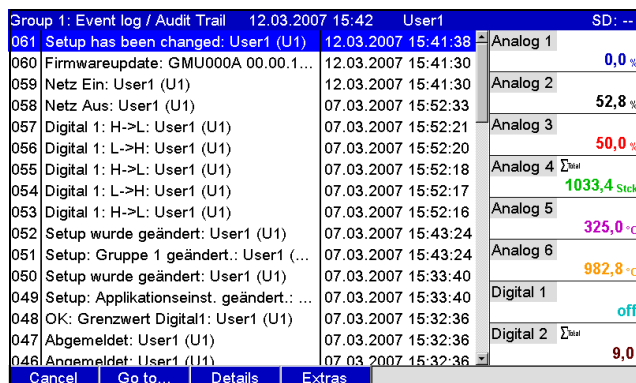 Group 1: Event log / Audit Trail 12.03.2007 15:42 User1 SD: --
061 Setup has been changed: User1 (U1) 12.03.2007 15:41:38
060 Firmwareupdate: GMU000A 00.00.1... 12.03.2007 15:41:30
059 Netz Ein: User1 (U1) 12.03.2007 15:41:30
058 Netz Aus: User1 (U1) 07.03.2007 15:52:33
057 Digital 1: H->L: User1 (U1) 07.03.2007 15:52:21
056 Digital 1: L->H: User1 (U1) 07.03.2007 15:52:20
055 Digital 1: H->L: User1 (U1) 07.03.2007 15:52:18
054 Digital 1: L->H: User1 (U1) 07.03.2007 15:52:17
053 Digital 1: H->L: User1 (U1) 07.03.2007 15:52:16
052 Setup wurde geändert: User1 (U1) 07.03.2007 15:43:24
051 Setup: Gruppe 1 geändert.: User1 (... 07.03.2007 15:43:24
050 Setup wurde geändert: User1 (U1) 07.03.2007 15:33:40
049 Setup: Applikationseinst. geändert.: ... 07.03.2007 15:33:40
048 OK: Grenzwert Digital1: User1 (U1) 07.03.2007 15:32:36
047 Abgemeldet: User1 (U1) 07.03.2007 15:32:36
046 Angemeldet: User1 (U1) 07.03.2007 15:32:36
Analog 1
0,0 %
Analog 2
52,8 %
Analog 3
50,0 %
Analog 4 ΣTotal
1033,4 Stck
Analog 5
325,0 °C
Analog 6
982,8 °C
Digital 1
off
Digital 2 ΣTotal
9,0
Cancel Go to... Details Extras